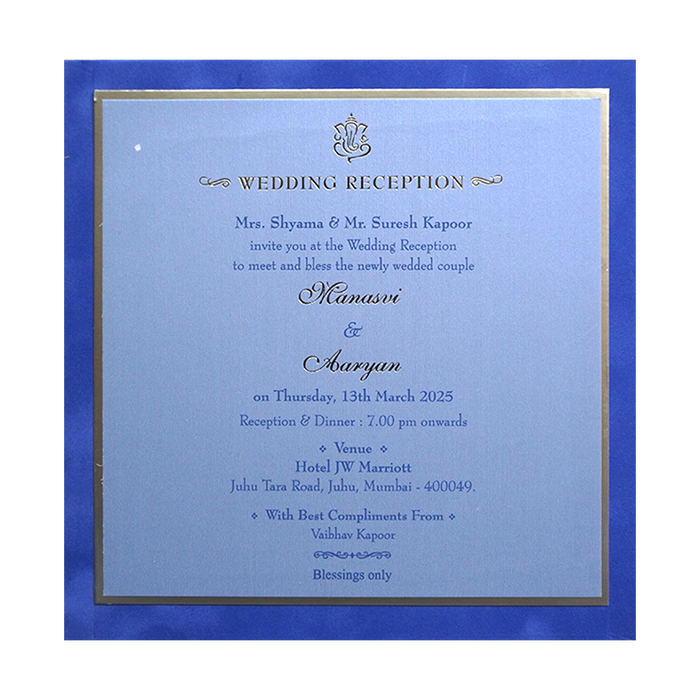 WEDDING RECEPTION
Mrs. Shyama & Mr. Suresh Kapoor
invite you at the Wedding Reception
to meet and bless the newly wedded couple
Manasvi
&
Aaryan
on Thursday, 13th March 2025
Reception & Dinner : 7.00 pm onwards
Venue
Hotel JW Marriott
Juhu Tara Road, Juhu, Mumbai - 400049.
With Best Compliments From
Vaibhav Kapoor
Blessings only